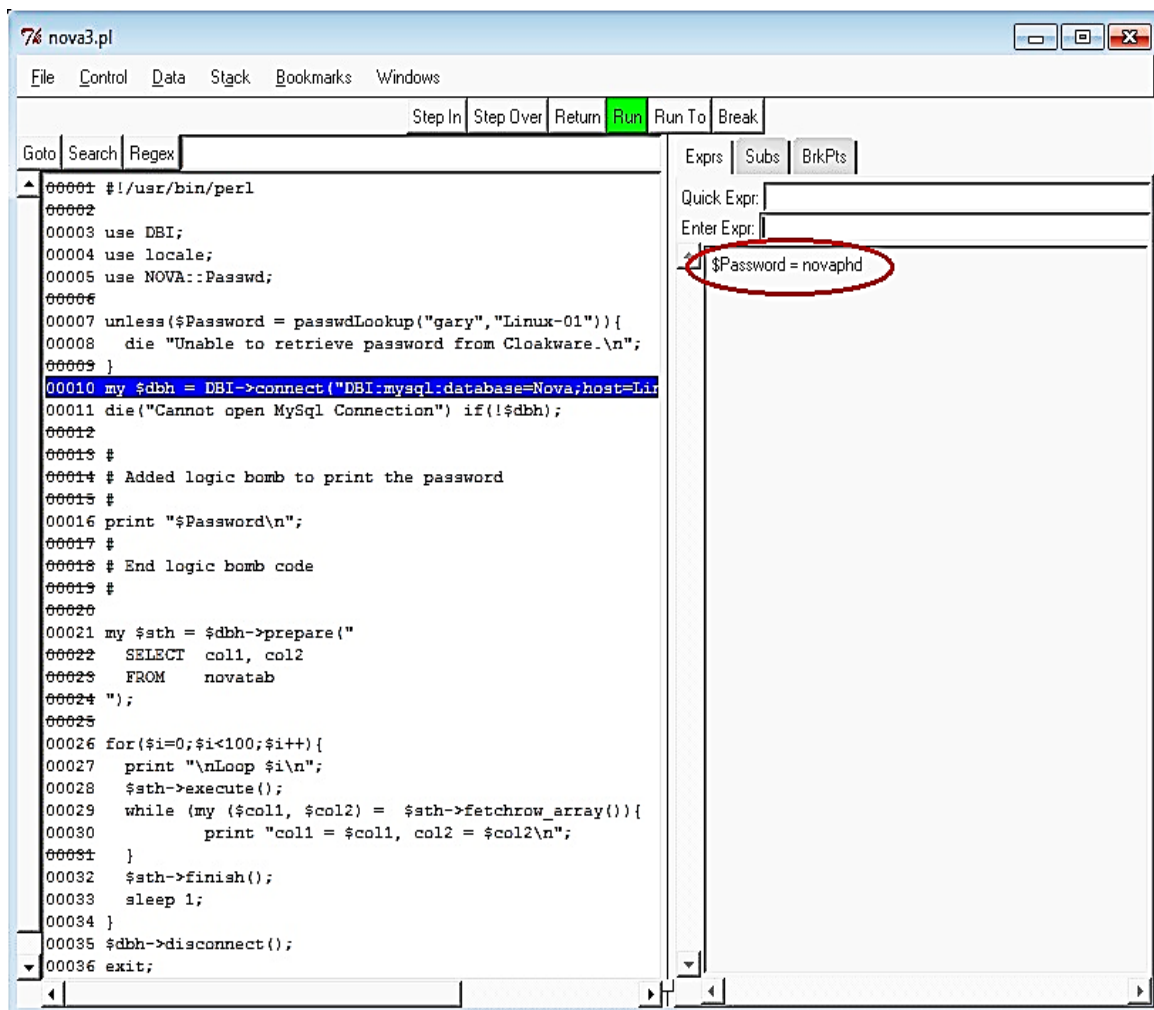 nova3.pl
File Control Data Stack Bookmarks Windows
Step In Step Over Return Run Run To Break
Goto Search Regex
Exprs Subs BrkPts
Quick Expr:
Enter Expr:
$Password = novaphd
00001 #!/usr/bin/perl
00002
00003 use DBI;
00004 use locale;
00005 use NOVA::Passwd;
00006
00007 unless($Password = passwdLookup("gary","Linux-01")){
00008   die "Unable to retrieve password from Cloakware.\n";
00009 }
00010 my $dbh = DBI->connect("DBI:mysql:database=Nova;host=Lin
00011 die("Cannot open MySql Connection") if(!$dbh);
00012
00013 #
00014 # Added logic bomb to print the password
00015 #
00016 print "$Password\n";
00017 #
00018 # End logic bomb code
00019 #
00020
00021 my $sth = $dbh->prepare("
00022   SELECT  col1, col2
00023   FROM    novatab
00024 ");
00025
00026 for($i=0;$i<100;$i++){
00027   print "\nLoop $i\n";
00028   $sth->execute();
00029   while (my ($col1, $col2) =  $sth->fetchrow_array()){
00030          print "col1 = $col1, col2 = $col2\n";
00031   }
00032   $sth->finish();
00033   sleep 1;
00034 }
00035 $dbh->disconnect();
00036 exit;